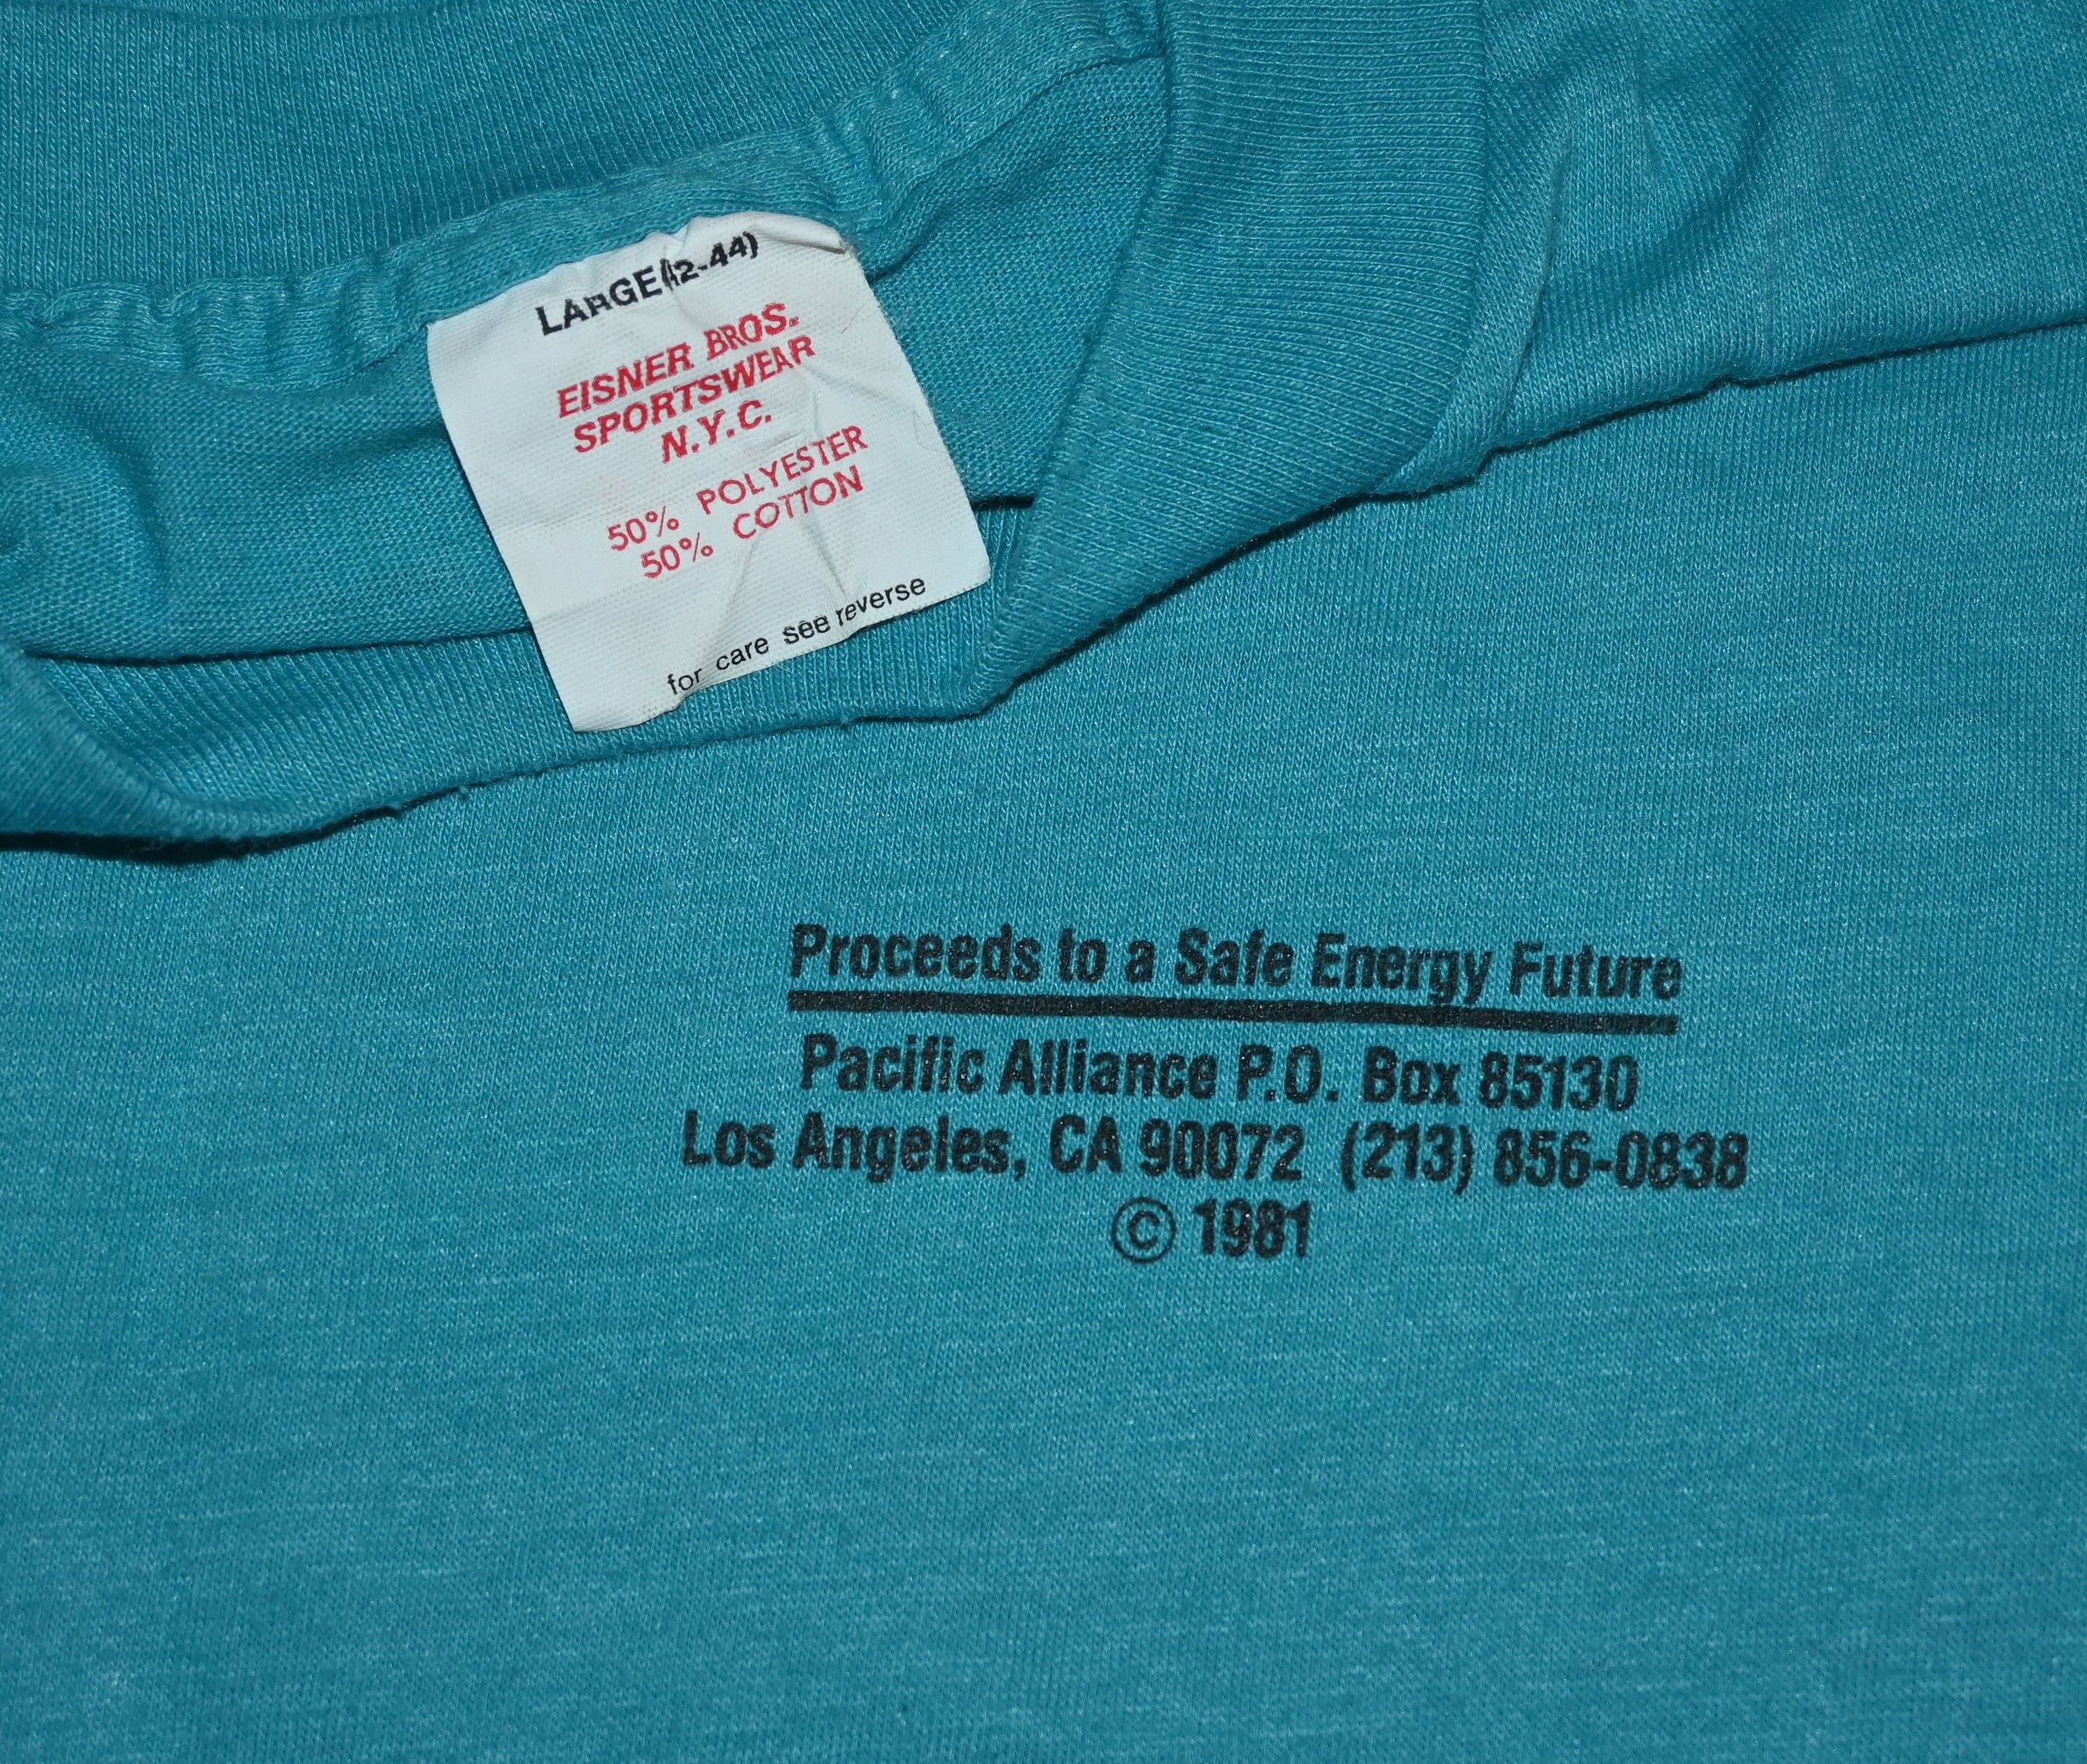 LARGE(42-44)
EISNER BROS.
SPORTSWEAR
N.Y.C.
50% POLYESTER
50% COTTON
for care see reverse
Proceeds to a Safe Energy Future
Pacific Alliance P.O. Box 85130
Los Angeles, CA 90072 (213) 856-0838
© 1981